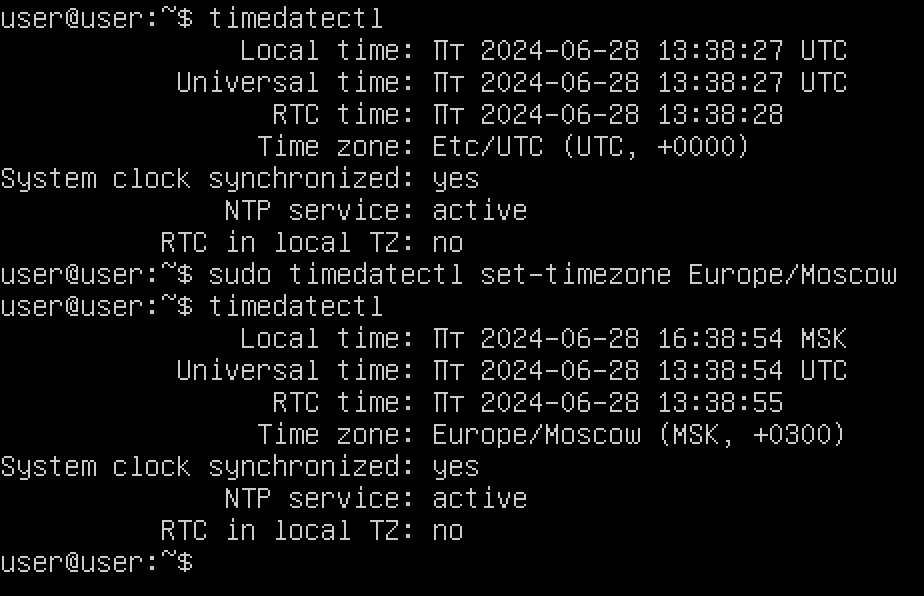 user@user:~$ timedatectl
Local time: Пт 2024-06-28 13:38:27 UTC
Universal time: Пт 2024-06-28 13:38:27 UTC
RTC time: Пт 2024-06-28 13:38:28
Time zone: Etc/UTC (UTC, +0000)
System clock synchronized: yes
NTP service: active
RTC in local TZ: no
user@user:~$ sudo timedatectl set-timezone Europe/Moscow
user@user:~$ timedatectl
Local time: Пт 2024-06-28 16:38:54 MSK
Universal time: Пт 2024-06-28 13:38:54 UTC
RTC time: Пт 2024-06-28 13:38:55
Time zone: Europe/Moscow (MSK, +0300)
System clock synchronized: yes
NTP service: active
RTC in local TZ: no
user@user:~$